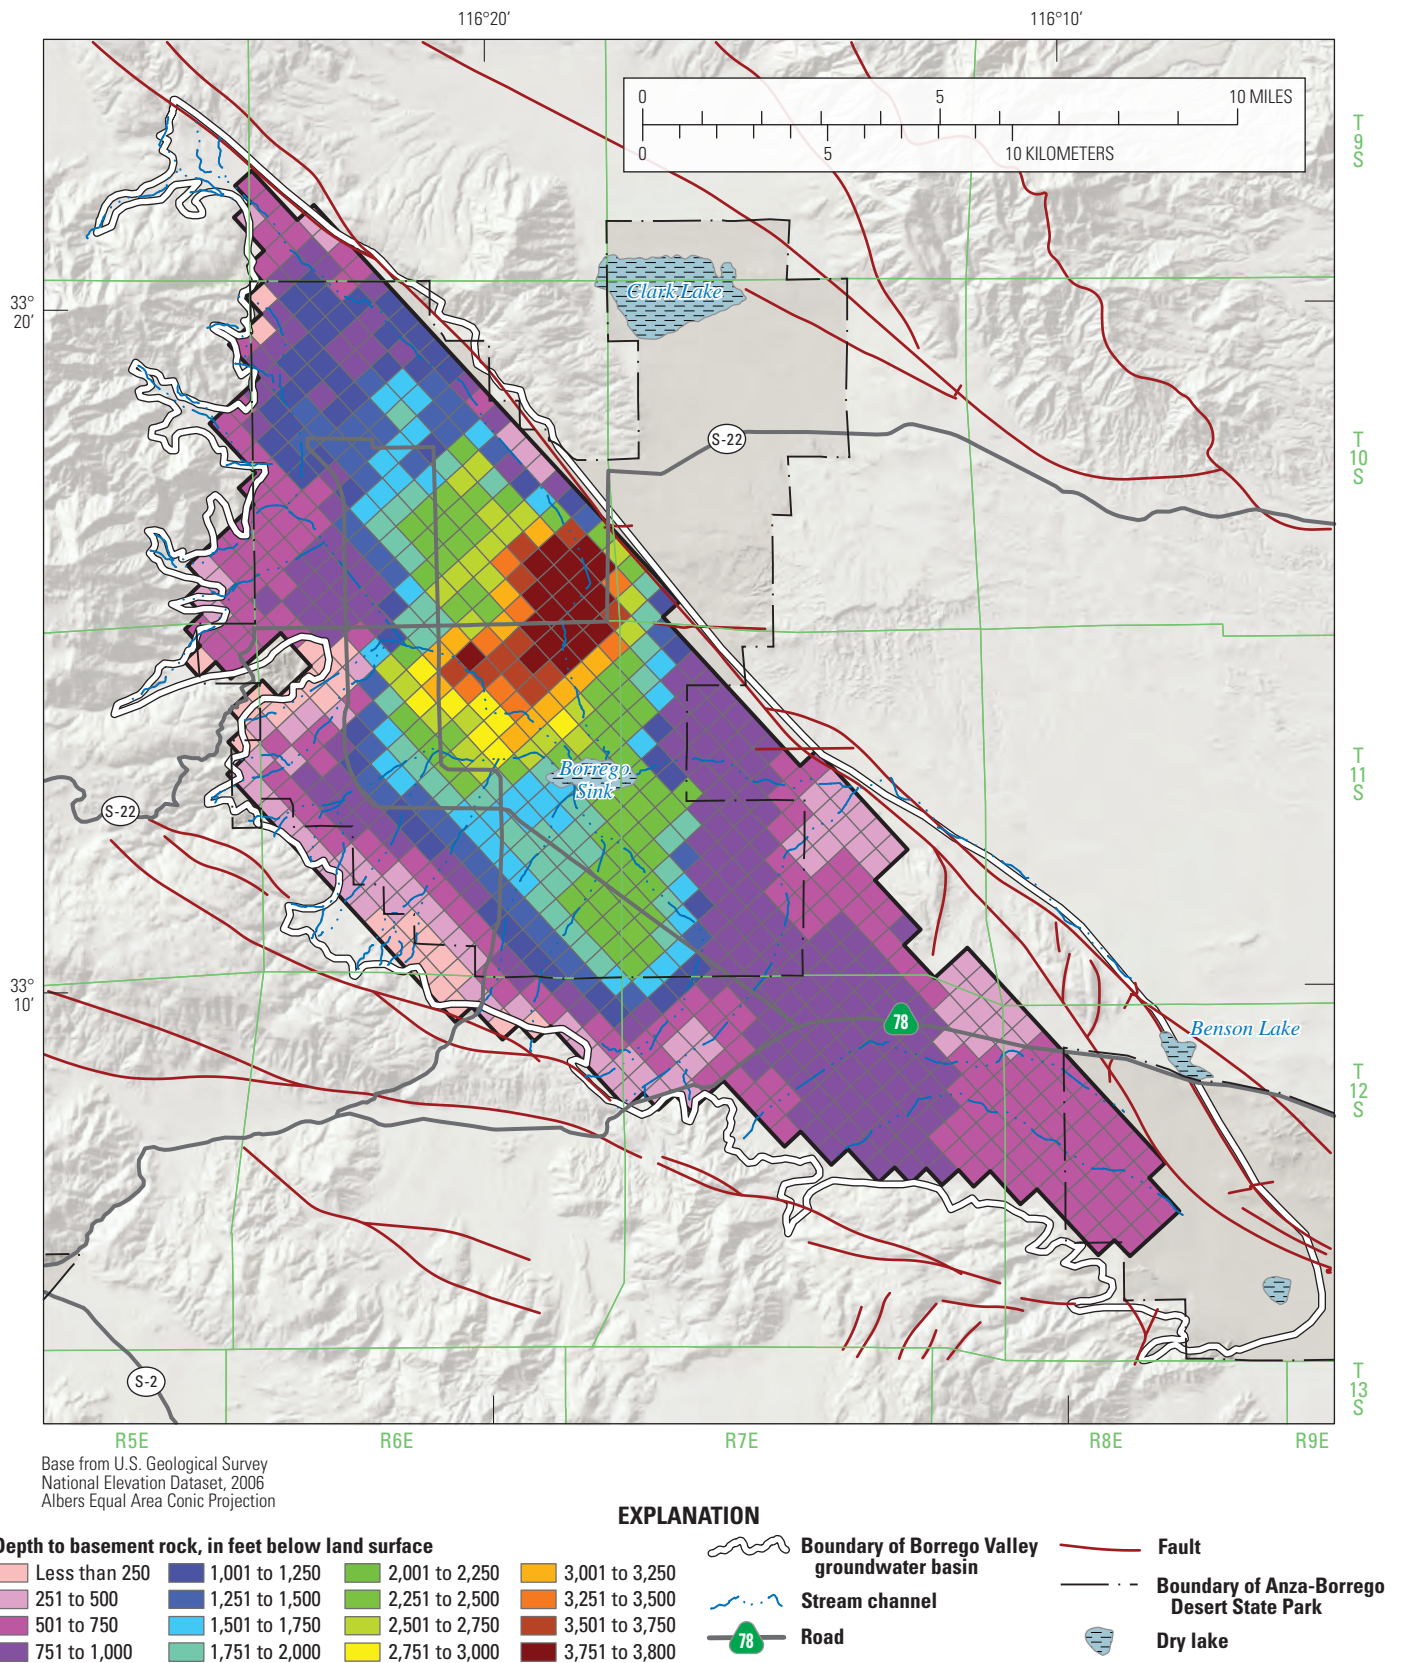 116°20′
116°10′
0
5
10 MILES
0
5
10 KILOMETERS
T
9
S
33°
20′
Clark Lake
S-22
T
10
S
Borrego
Sink
T
11
S
S-22
33°
10′
78
Benson Lake
T
12
S
S-2
T
13
S
R5E
R6E
R7E
R8E
R9E
Base from U.S. Geological Survey
National Elevation Dataset, 2006
Albers Equal Area Conic Projection
EXPLANATION
Depth to basement rock, in feet below land surface
Less than 250
251 to 500
501 to 750
751 to 1,000
1,001 to 1,250
1,251 to 1,500
1,501 to 1,750
1,751 to 2,000
2,001 to 2,250
2,251 to 2,500
2,501 to 2,750
2,751 to 3,000
3,001 to 3,250
3,251 to 3,500
3,501 to 3,750
3,751 to 3,800
Boundary of Borrego Valley
groundwater basin
Stream channel
78
Road
Fault
Boundary of Anza-Borrego
Desert State Park
Dry lake